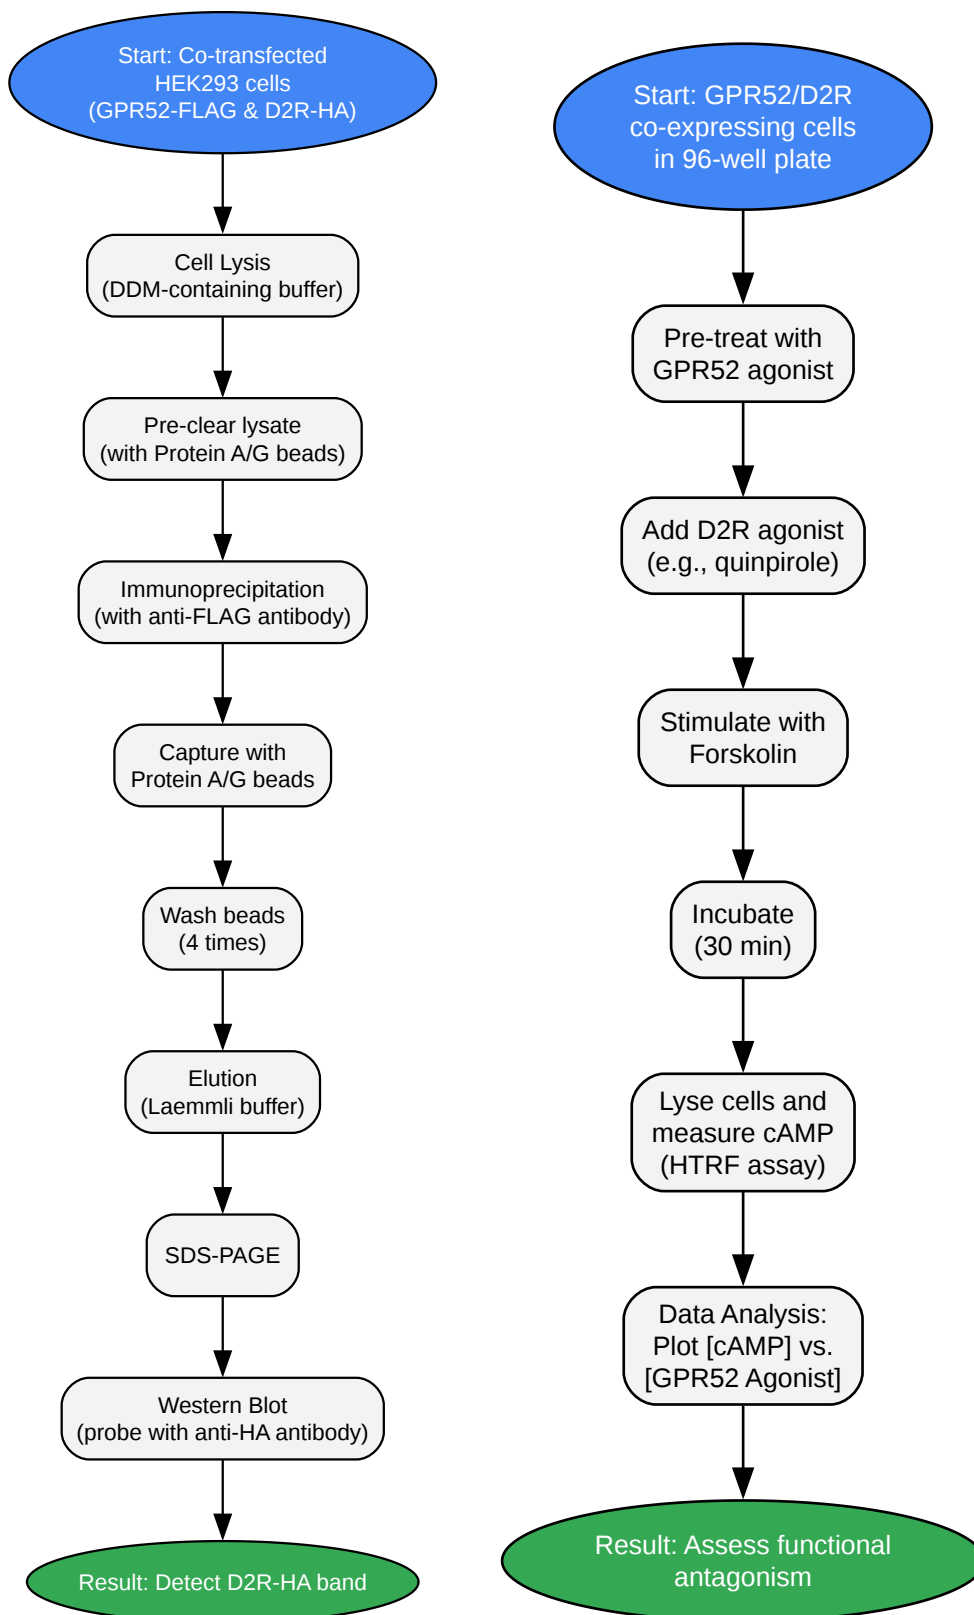 Start: Co-transfected
HEK293 cells
(GPR52-FLAG & D2R-HA)
Cell Lysis
(DDM-containing buffer)
Pre-clear lysate
(with Protein A/G beads)
Immunoprecipitation
(with anti-FLAG antibody)
Capture with
Protein A/G beads
Wash beads
(4 times)
Elution
(Laemmli buffer)
SDS-PAGE
Western Blot
(probe with anti-HA antibody)
Result: Detect D2R-HA band
Start: GPR52/D2R
co-expressing cells
in 96-well plate
Pre-treat with
GPR52 agonist
Add D2R agonist
(e.g., quinpirole)
Stimulate with
Forskolin
Incubate
(30 min)
Lyse cells and
measure cAMP
(HTRF assay)
Data Analysis:
Plot [cAMP] vs.
[GPR52 Agonist]
Result: Assess functional
antagonism